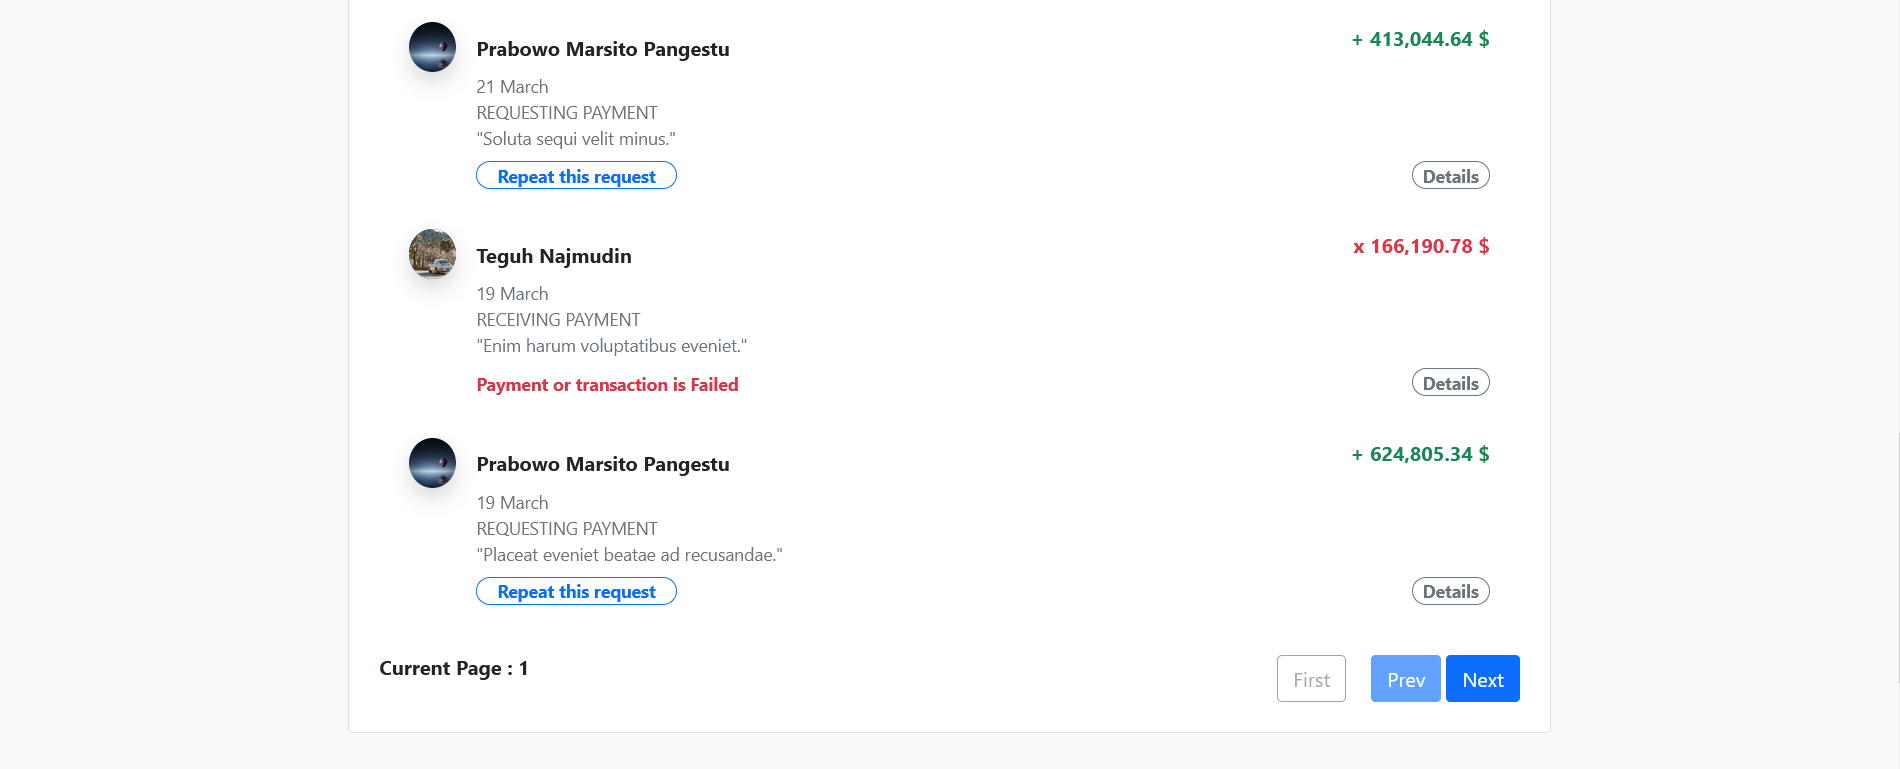 Prabowo Marsito Pangestu
+ 413,044.64 $
21 March
REQUESTING PAYMENT
"Soluta sequi velit minus."
Repeat this request
Details
Teguh Najmudin
x 166,190.78 $
19 March
RECEIVING PAYMENT
"Enim harum voluptatibus eveniet."
Payment or transaction is Failed
Details
Prabowo Marsito Pangestu
+ 624,805.34 $
19 March
REQUESTING PAYMENT
"Placeat eveniet beatae ad recusandae."
Repeat this request
Details
Current Page : 1
First
Prev
Next